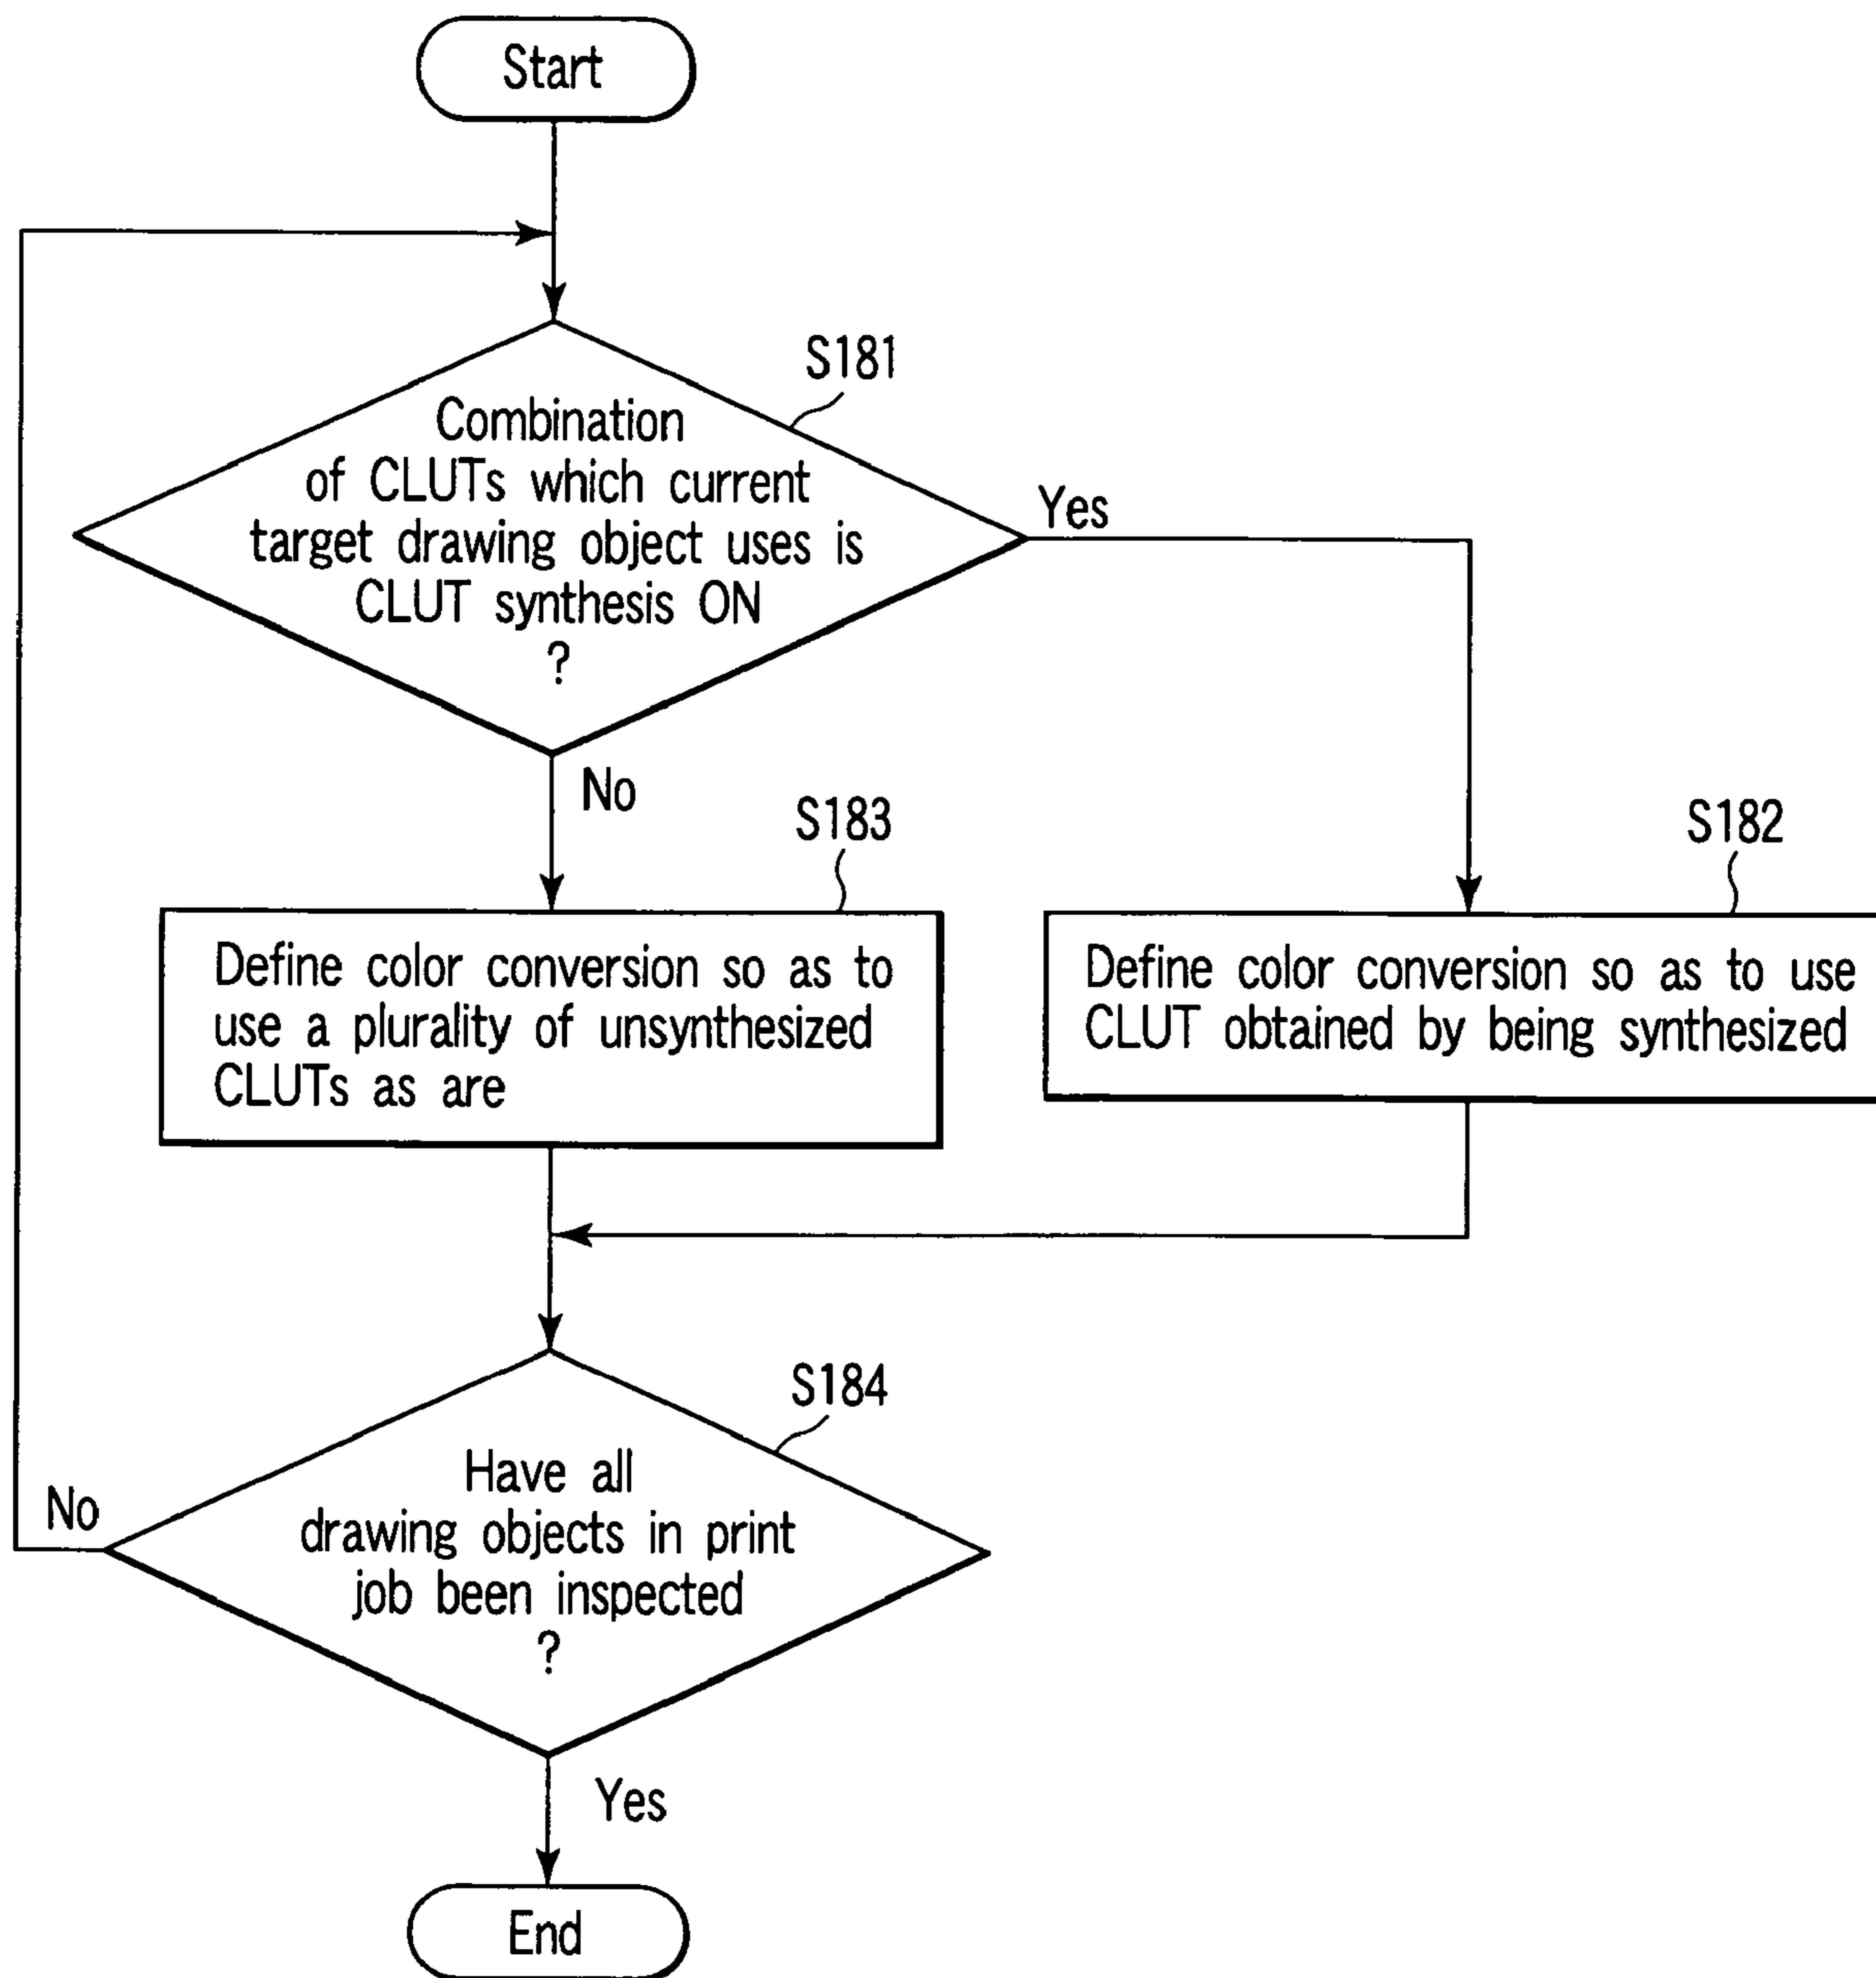 Start
S181
Combination
of CLUTs which current
target drawing object uses is
CLUT synthesis ON
?
Yes
No
S183
S182
Define color conversion so as to
use a plurality of unsynthesized
CLUTs as are
Define color conversion so as to use
CLUT obtained by being synthesized
S184
Have all
drawing objects in print
job been inspected
?
No
Yes
End